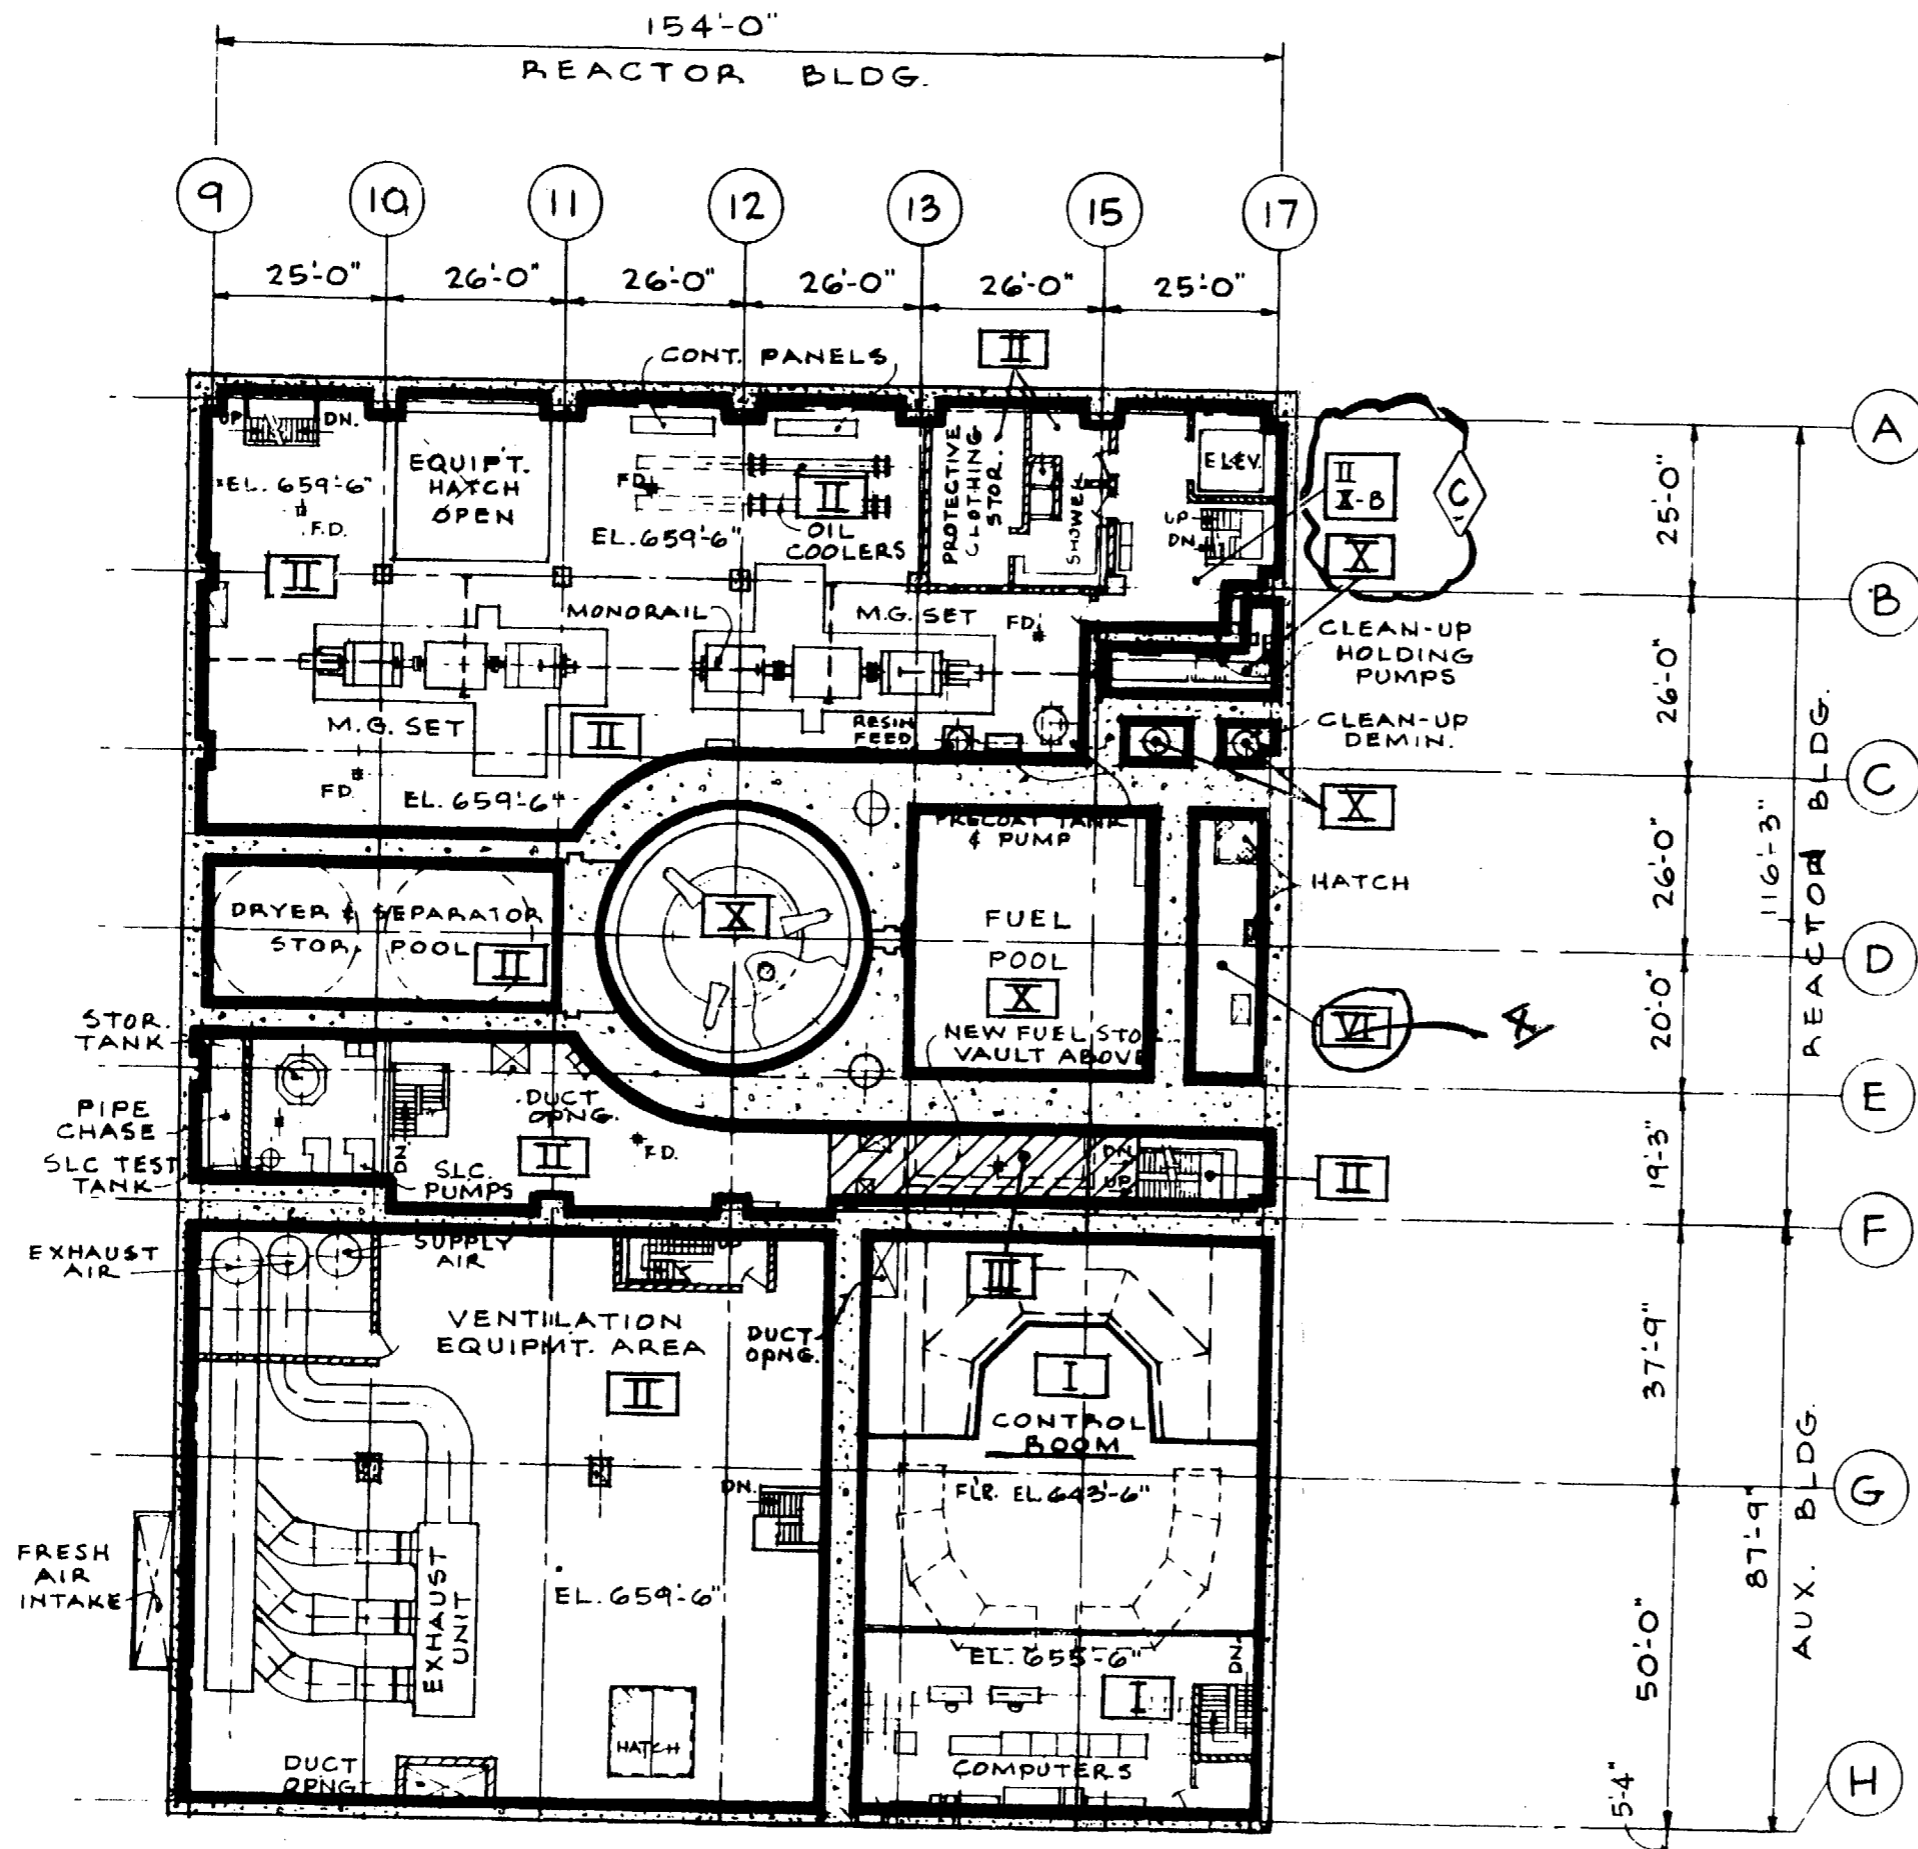 154'-0"
REACTOR BLDG.
9
10
11
12
13
15
17
25'-0"
26'-0"
26'-0"
26'-0"
26'-0"
25'-0"
CONT. PANELS
II
A
UP
DN.
EQUIPT.
HATCH
OPEN
EL. 659'-6"
F.D.
II
FD.
II
OIL
COOLERS
EL. 659'-6"
PROTECTIVE
CLOTHING
STOR.
SHOWER
ELEV.
UP
DN.
II
X-B
C
X
25'-0"
B
MONORAIL
M.G. SET
FD.
CLEAN-UP
HOLDING
PUMPS
26'-0"
M.G. SET
II
RESIN
FEED
CLEAN-UP
DEMIN.
C
FD.
EL. 659'-6"
X
PRECOAT TANK
& PUMP
HATCH
26'-0"
116'-3"
REACTOR BLDG.
DRYER & SEPARATOR
STOR. POOL
II
X
FUEL
POOL
X
D
STOR.
TANK
NEW FUEL STO
VAULT ABOVE
VI
20'-0"
E
PIPE
CHASE
DUCT
OPNG.
SLC TEST
TANK
DN
S.L.C.
PUMPS
II
F.D.
DN.
UP
II
19'-3"
F
EXHAUST
AIR
SUPPLY
AIR
III
VENTILATION
EQUIPMT. AREA
DUCT
OPNG.
II
I
CONTROL
ROOM
FLR. EL. 643'-6"
37'-9"
G
DN.
FRESH
AIR
INTAKE
EXHAUST
UNIT
EL. 659'-6"
EL. 655'-6"
DN.
I
50'-0"
87'-9"
AUX. BLDG.
DUCT
OPNG
HATCH
COMPUTERS
5'-4"
H